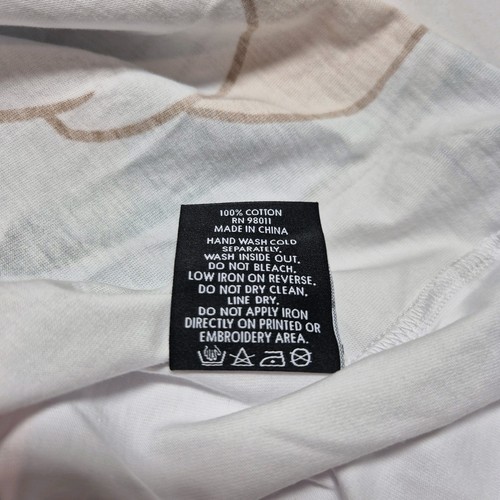 100% COTTON
RN 98011
MADE IN CHINA
HAND WASH COLD
SEPARATELY.
WASH INSIDE OUT.
DO NOT BLEACH.
LOW IRON ON REVERSE.
DO NOT DRY CLEAN.
LINE DRY.
DO NOT APPLY IRON
DIRECTLY ON PRINTED OR
EMBROIDERY AREA.